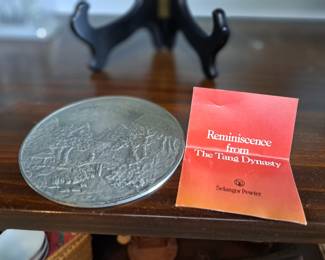 Reminiscence
from
The Tang Dynasty
Selangor Pewter